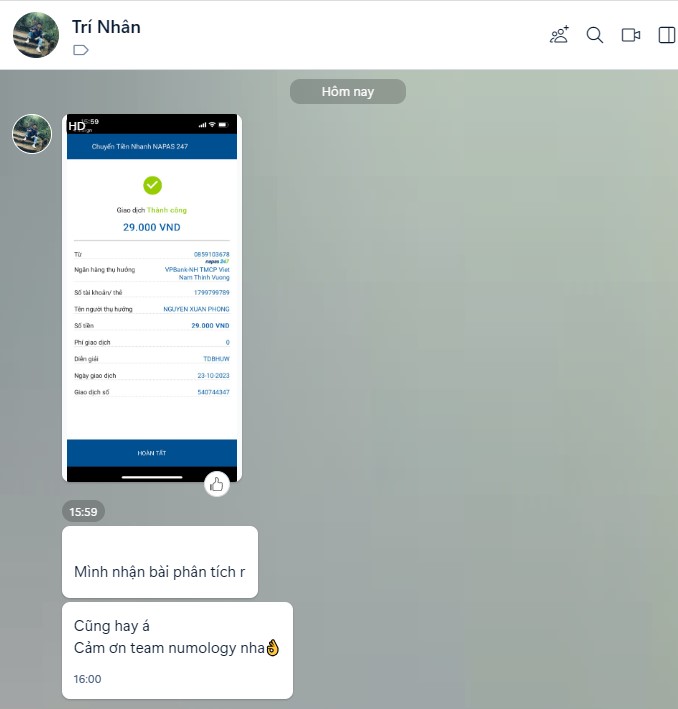 Trí Nhân
Hôm nay
HD
Chuyển Tiền Nhanh NAPAS 247
Giao dịch Thành công
29.000 VND
Từ 0859103678
napas 247
Ngân hàng thụ hưởng VPBank-NH TMCP Viet
Nam Thinh Vuong
Số tài khoản/ thẻ 1799799789
Tên người thụ hưởng NGUYEN XUAN PHONG
Số tiền 29.000 VND
Phí giao dịch 0
Diễn giải TDBHUW
Ngày giao dịch 23-10-2023
Giao dịch số 540744347
HOÀN TẤT
15:59
Mình nhận bài phân tích r
Cũng hay á
Cảm ơn team numology nha👌
16:00